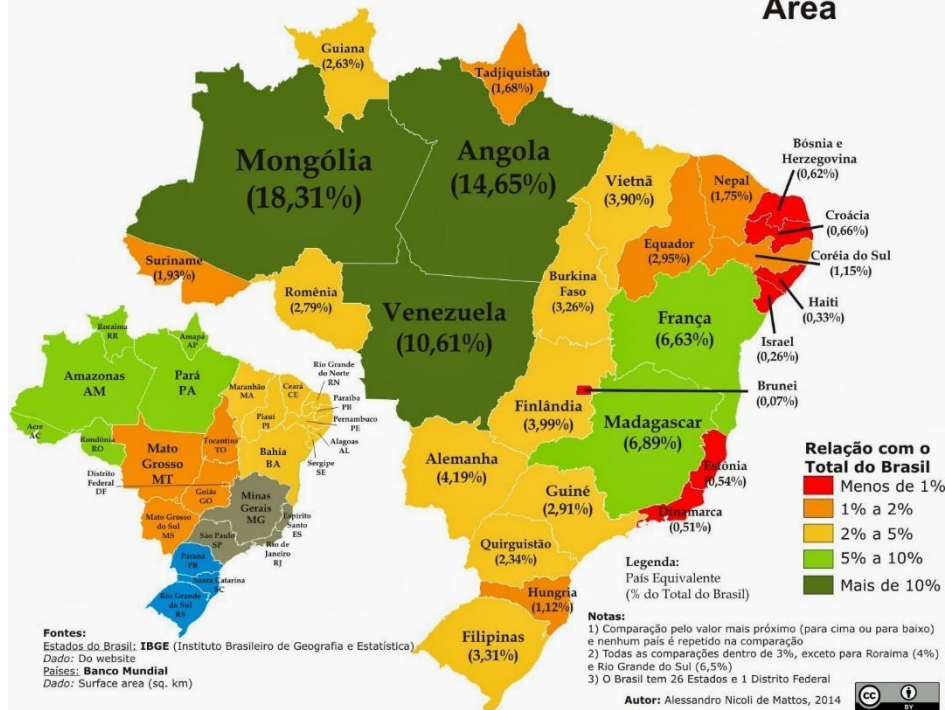 Área
Guiana
(2,63%)
Tadjiquistão
(1,68%)
Mongólia
(18,31%)
Angola
(14,65%)
Vietnã
(3,90%)
Nepal
(1,75%)
Bósnia e
Herzegovina
(0,62%)
Croácia
(0,66%)
Coréia do Sul
(1,15%)
Haiti
(0,33%)
Israel
(0,26%)
Suriname
(1,93%)
Romênia
(2,79%)
Venezuela
(10,61%)
Burkina
Faso
(3,26%)
Equador
(2,95%)
França
(6,63%)
Brunei
(0,07%)
Finlândia
(3,99%)
Madagascar
(6,89%)
Estônia
(0,54%)
Dinamarca
(0,51%)
Alemanha
(4,19%)
Guiné
(2,91%)
Quirguistão
(2,34%)
Hungria
(1,12%)
Filipinas
(3,31%)
Roraima
RR
Amapá
AP
Amazonas
AM
Pará
PA
Maranhão
MA
Ceará
CE
Rio Grande
do Norte
RN
Paraíba
PB
Pernambuco
PE
Alagoas
AL
Sergipe
SE
Piauí
PI
Bahia
BA
Acre
AC
Rondônia
RO
Mato
Grosso
MT
Tocantins
TO
Distrito
Federal
DF
Goiás
GO
Minas
Gerais
MG
Espírito
Santo
ES
Mato Grosso
do Sul
MS
São Paulo
SP
Rio de
Janeiro
RJ
Paraná
PR
Santa Catarina
SC
Rio Grande
do Sul
RS
Relação com o
Total do Brasil
Menos de 1%
1% a 2%
2% a 5%
5% a 10%
Mais de 10%
Legenda:
País Equivalente
(% do Total do Brasil)
Notas:
1) Comparação pelo valor mais próximo (para cima ou para baixo)
e nenhum país é repetido na comparação
2) Todas as comparações dentro de 3%, exceto para Roraima (4%)
e Rio Grande do Sul (6,5%)
3) O Brasil tem 26 Estados e 1 Distrito Federal
Autor: Alessandro Nicoli de Mattos, 2014
cc
BY
Fontes:
Estados do Brasil: IBGE (Instituto Brasileiro de Geografia e Estatística)
Dado: Do website
Países: Banco Mundial
Dado: Surface area (sq. km)